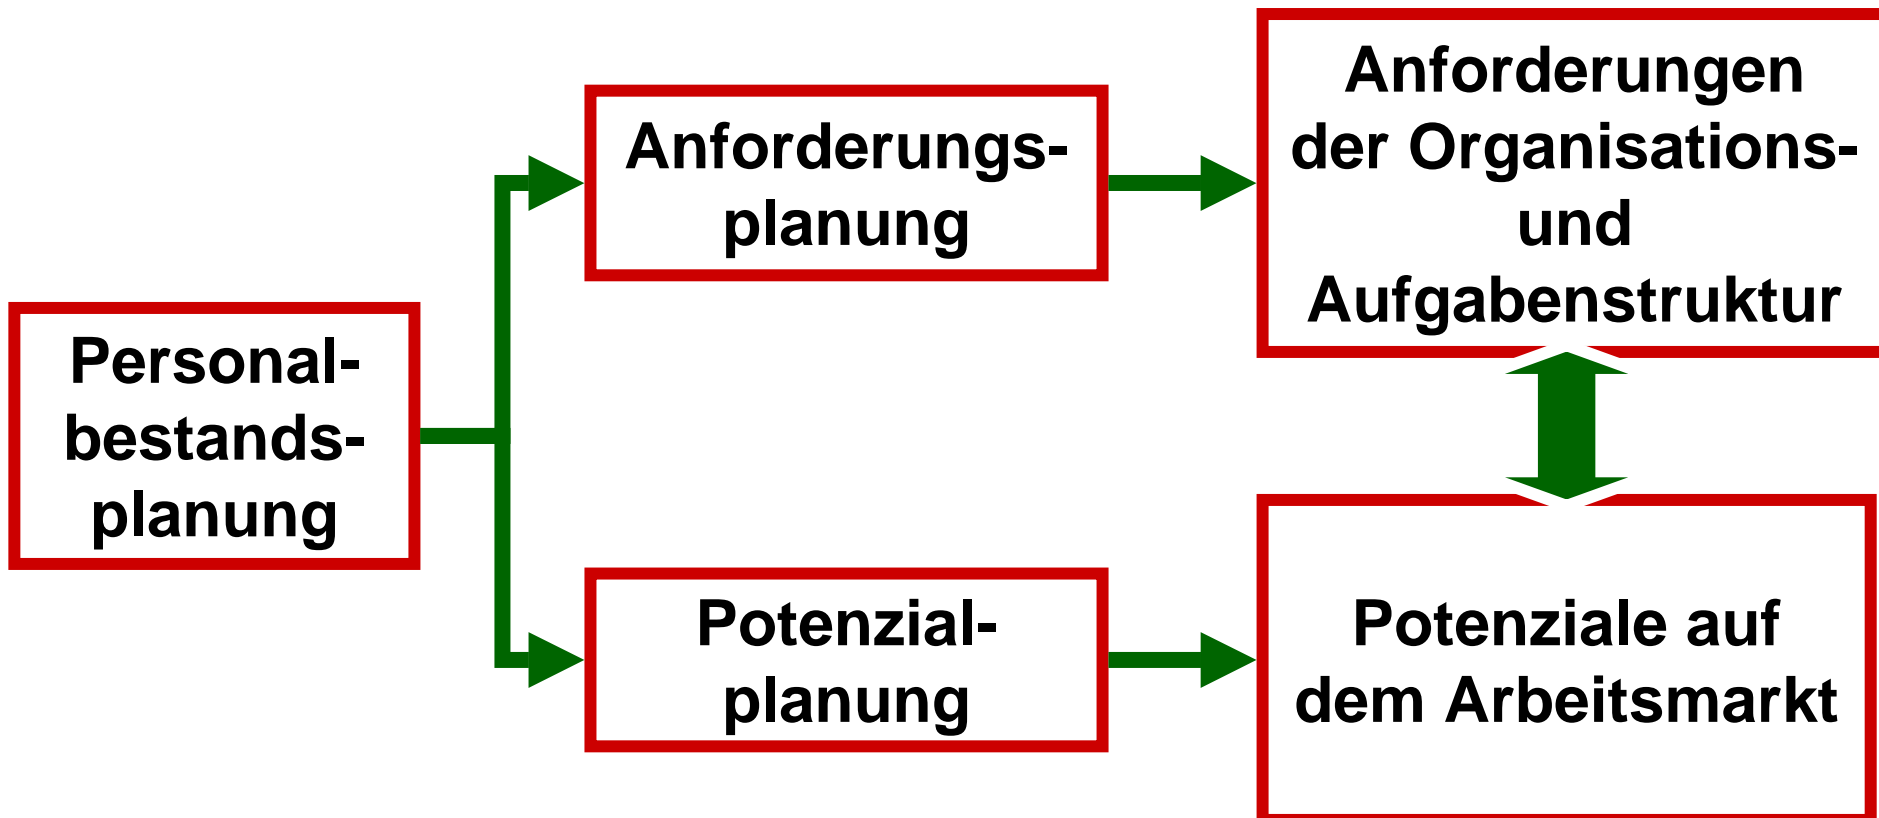 Personal-
bestands-
planung
Anforderungs-
planung
Anforderungen
der Organisations-
und
Aufgabenstruktur
Potenzial-
planung
Potenziale auf
dem Arbeitsmarkt